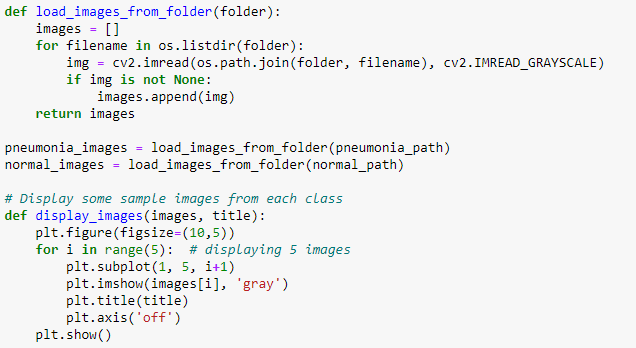 def load_images_from_folder(folder):
    images = []
    for filename in os.listdir(folder):
        img = cv2.imread(os.path.join(folder, filename), cv2.IMREAD_GRAYSCALE)
        if img is not None:
            images.append(img)
    return images

pneumonia_images = load_images_from_folder(pneumonia_path)
normal_images = load_images_from_folder(normal_path)

# Display some sample images from each class
def display_images(images, title):
    plt.figure(figsize=(10,5))
    for i in range(5):  # displaying 5 images
        plt.subplot(1, 5, i+1)
        plt.imshow(images[i], 'gray')
        plt.title(title)
        plt.axis('off')
    plt.show()